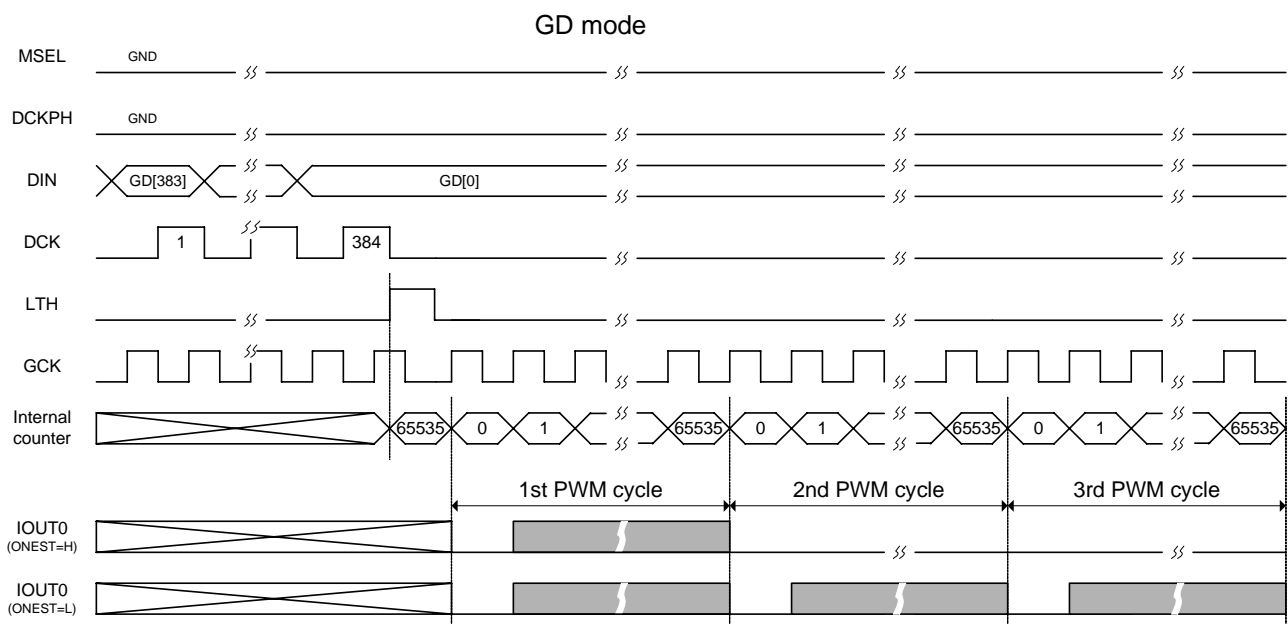 GD mode
MSEL GND
DCKPH GND
DIN GD[383] GD[0]
DCK 1 384
LTH
GCK
Internal
counter 65535 0 1 65535 0 1 65535 0 1 65535
1st PWM cycle 2nd PWM cycle 3rd PWM cycle
IOUT0
(ONEST=H)
IOUT0
(ONEST=L)